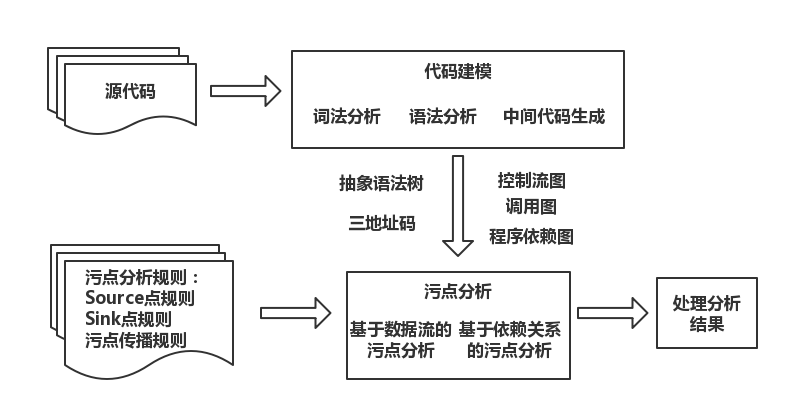 源代码
代码建模
词法分析 语法分析 中间代码生成
抽象语法树
三地址码
控制流图
调用图
程序依赖图
污点分析规则：
Source点规则
Sink点规则
污点传播规则
污点分析
基于数据流的
污点分析
基于依赖关系
的污点分析
处理分析
结果